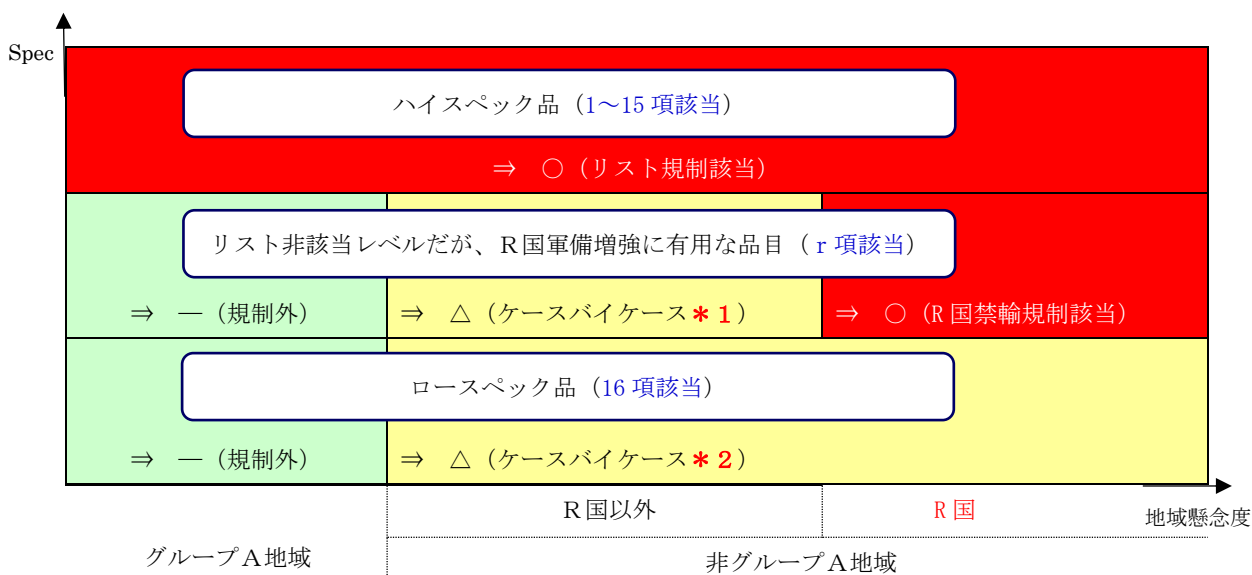 Spec
ハイスペック品（1～15 項該当）
⇒ ○（リスト規制該当）
リスト非該当レベルだが、Ｒ国軍備増強に有用な品目（ｒ項該当）
⇒ ―（規制外）
⇒ △（ケースバイケース＊１）
⇒ ○（R 国禁輸規制該当）
ロースペック品（16 項該当）
⇒ ―（規制外）
⇒ △（ケースバイケース＊２）
Ｒ国以外
R 国
地域懸念度
グループＡ地域
非グループＡ地域